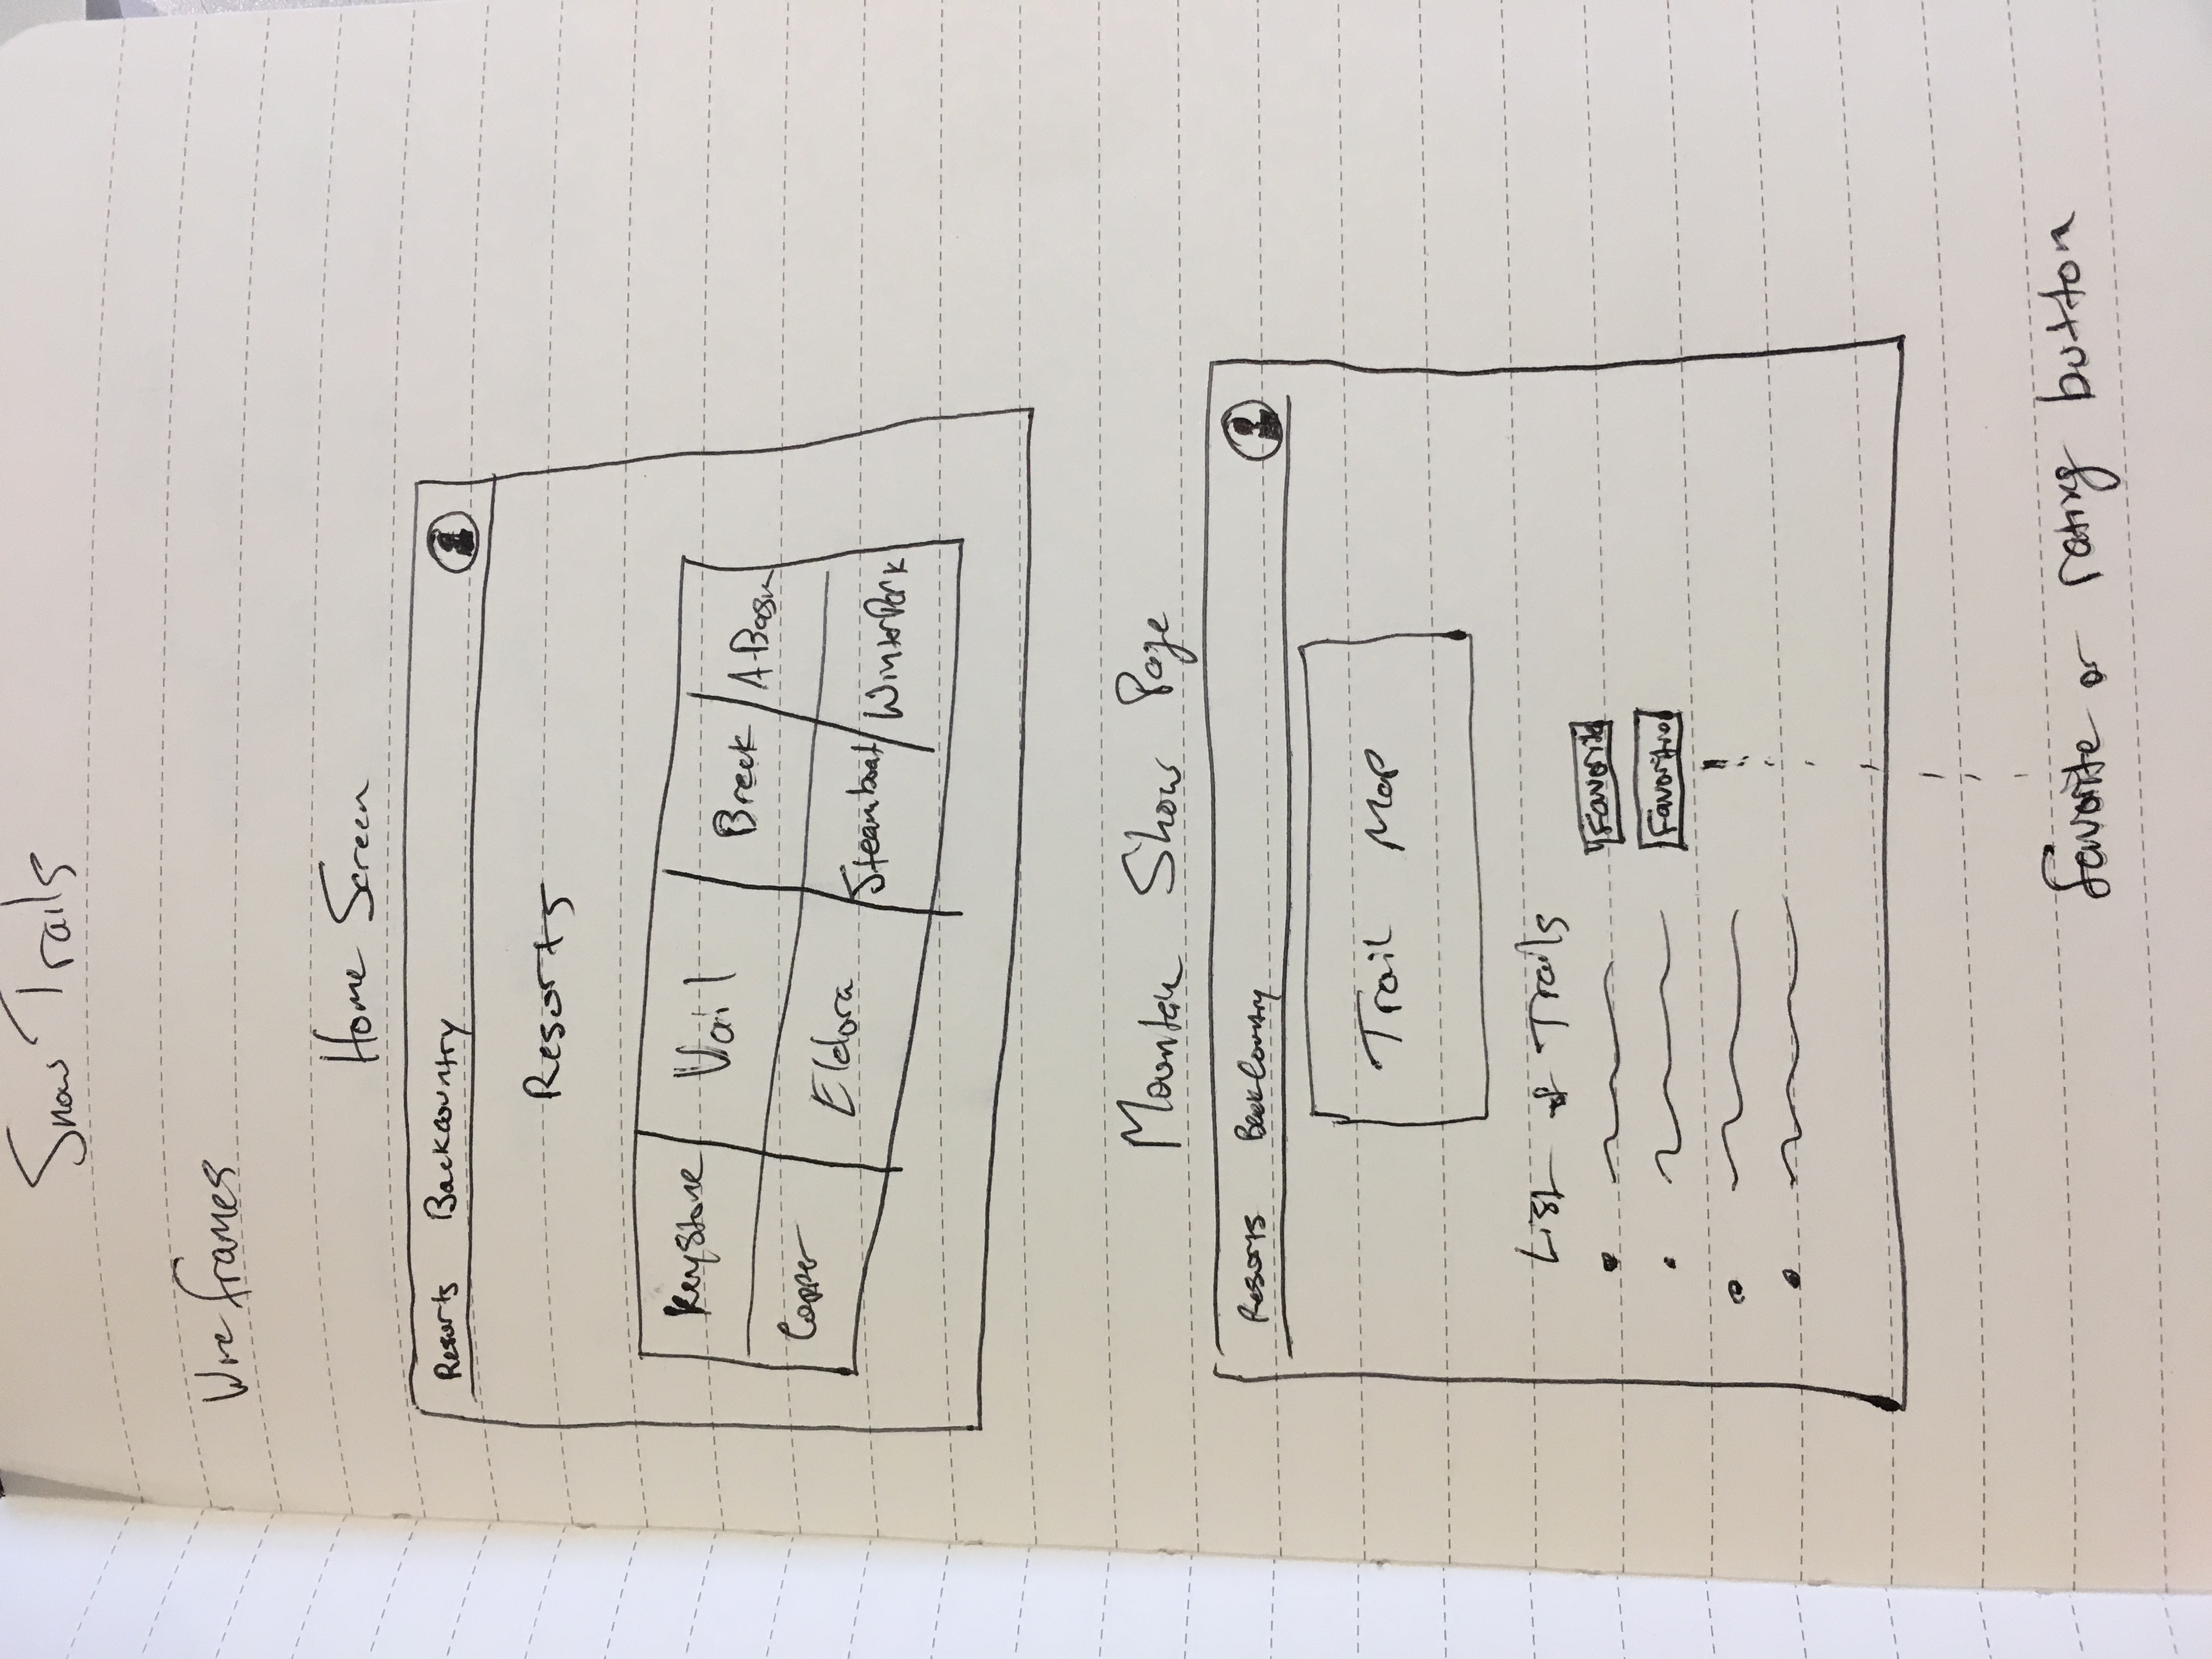 Snow Trails
Wireframes
Home Screen
Resorts Backcountry
Resorts
Keystone Vail Breck A-Basin
Copper Eldora Steamboat WinterPark
Mountain Show Page
Resorts BackCountry
Trail Map
List of Trails
Favorite
Favorite
favorite or rating button